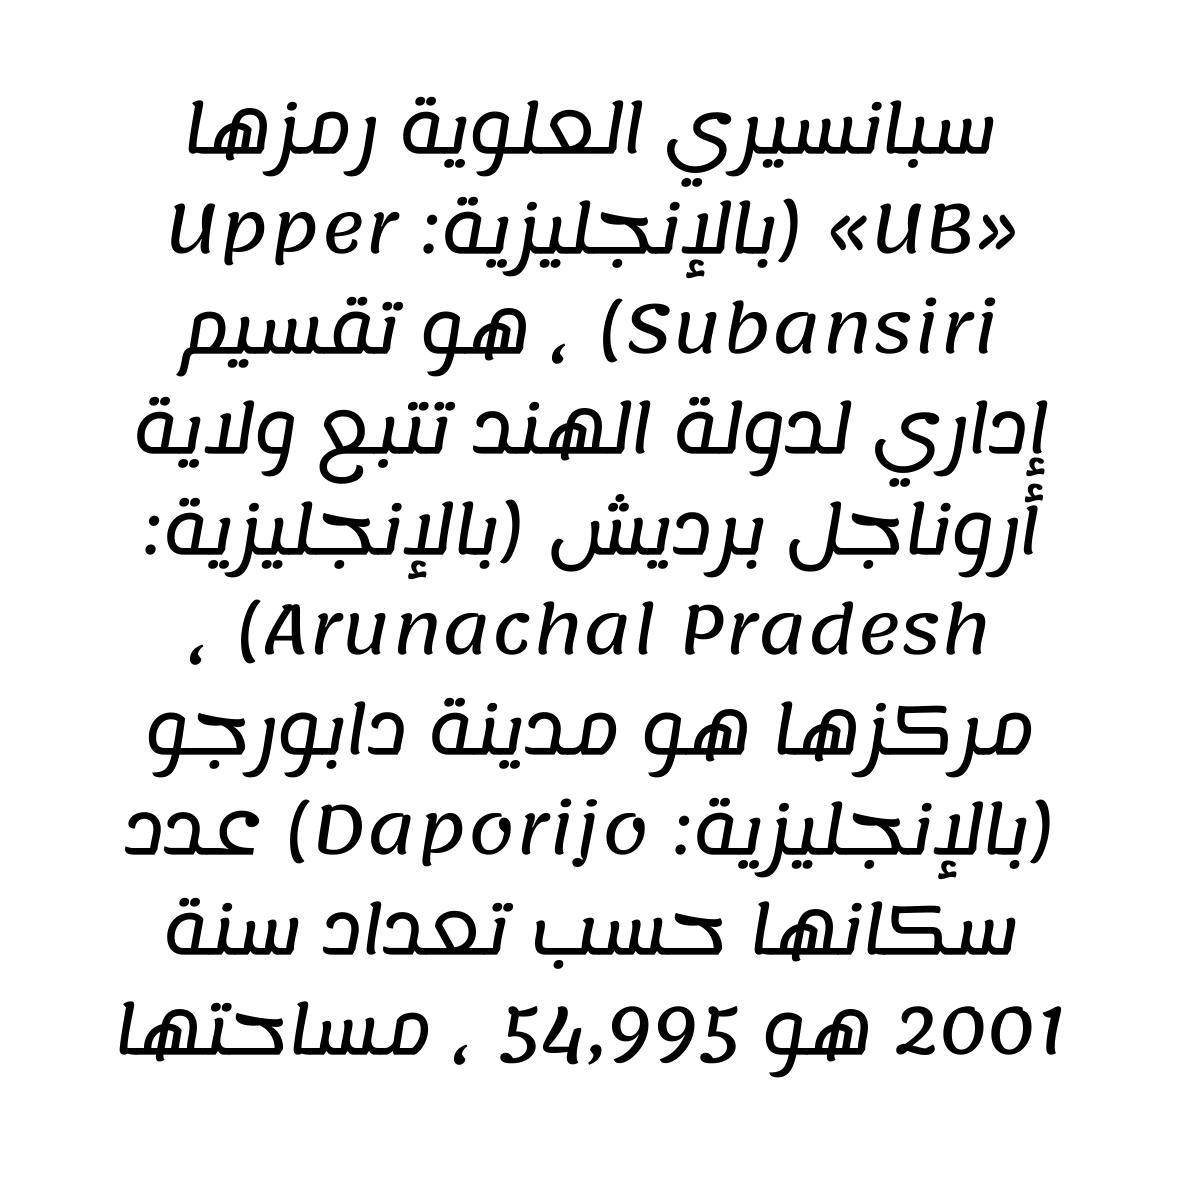 سبانسيري العلوية رمزها
«UB» (بالإنجليزية: Upper
Subansiri) ، هو تقسيم
إداري لدولة الهند تتبع ولاية
أروناجل برديش (بالإنجليزية:
Arunachal Pradesh) ،
مركزها هو مدينة دابورجو
(بالإنجليزية: Daporijo) عدد
سكانها حسب تعداد سنة
2001 هو 54,995 ، مساحتها